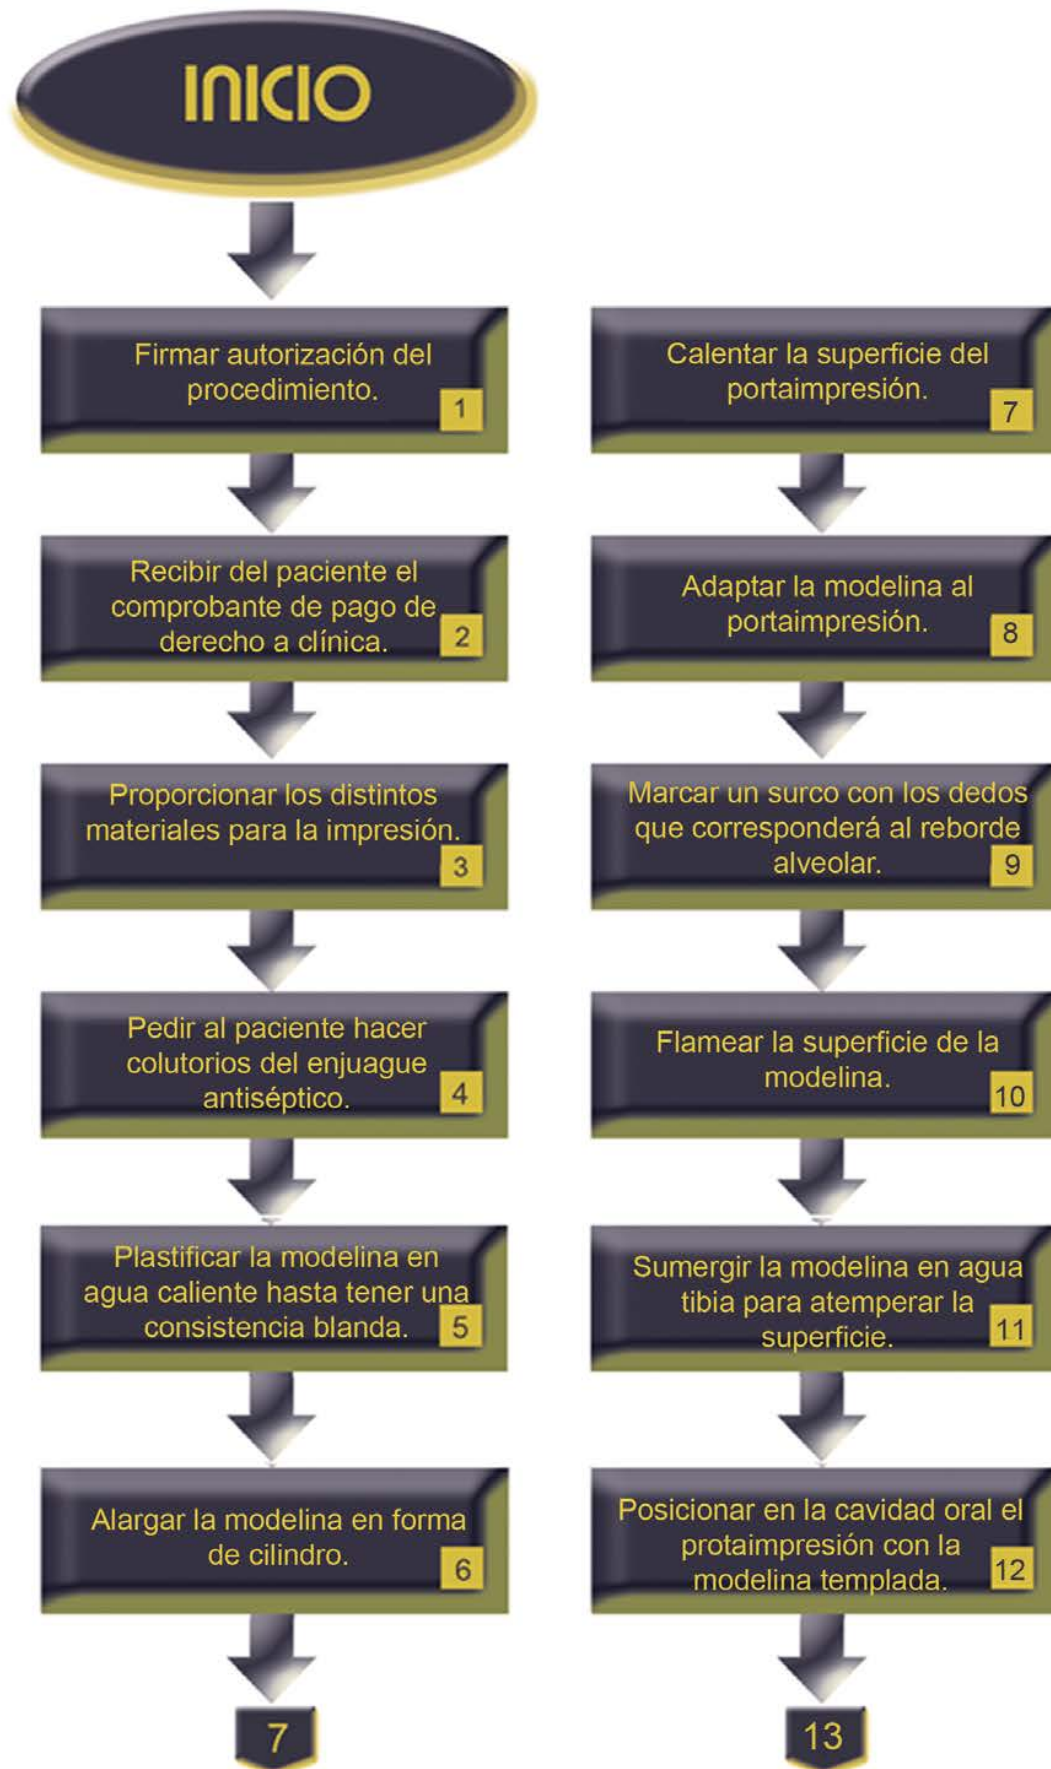 INICIO
Firmar autorización del
procedimiento.
1
Recibir del paciente el
comprobante de pago de
derecho a clínica.
2
Proporcionar los distintos
materiales para la impresión.
3
Pedir al paciente hacer
colutorios del enjuague
antiséptico.
4
Plastificar la modelina en
agua caliente hasta tener una
consistencia blanda.
5
Alargar la modelina en forma
de cilindro.
6
7
Calentar la superficie del
portaimpresión.
7
Adaptar la modelina al
portaimpresión.
8
Marcar un surco con los dedos
que corresponderá al reborde
alveolar.
9
Flamear la superficie de la
modelina.
10
Sumergir la modelina en agua
tibia para atemperar la
superficie.
11
Posicionar en la cavidad oral el
protaimpresión con la
modelina templada.
12
13